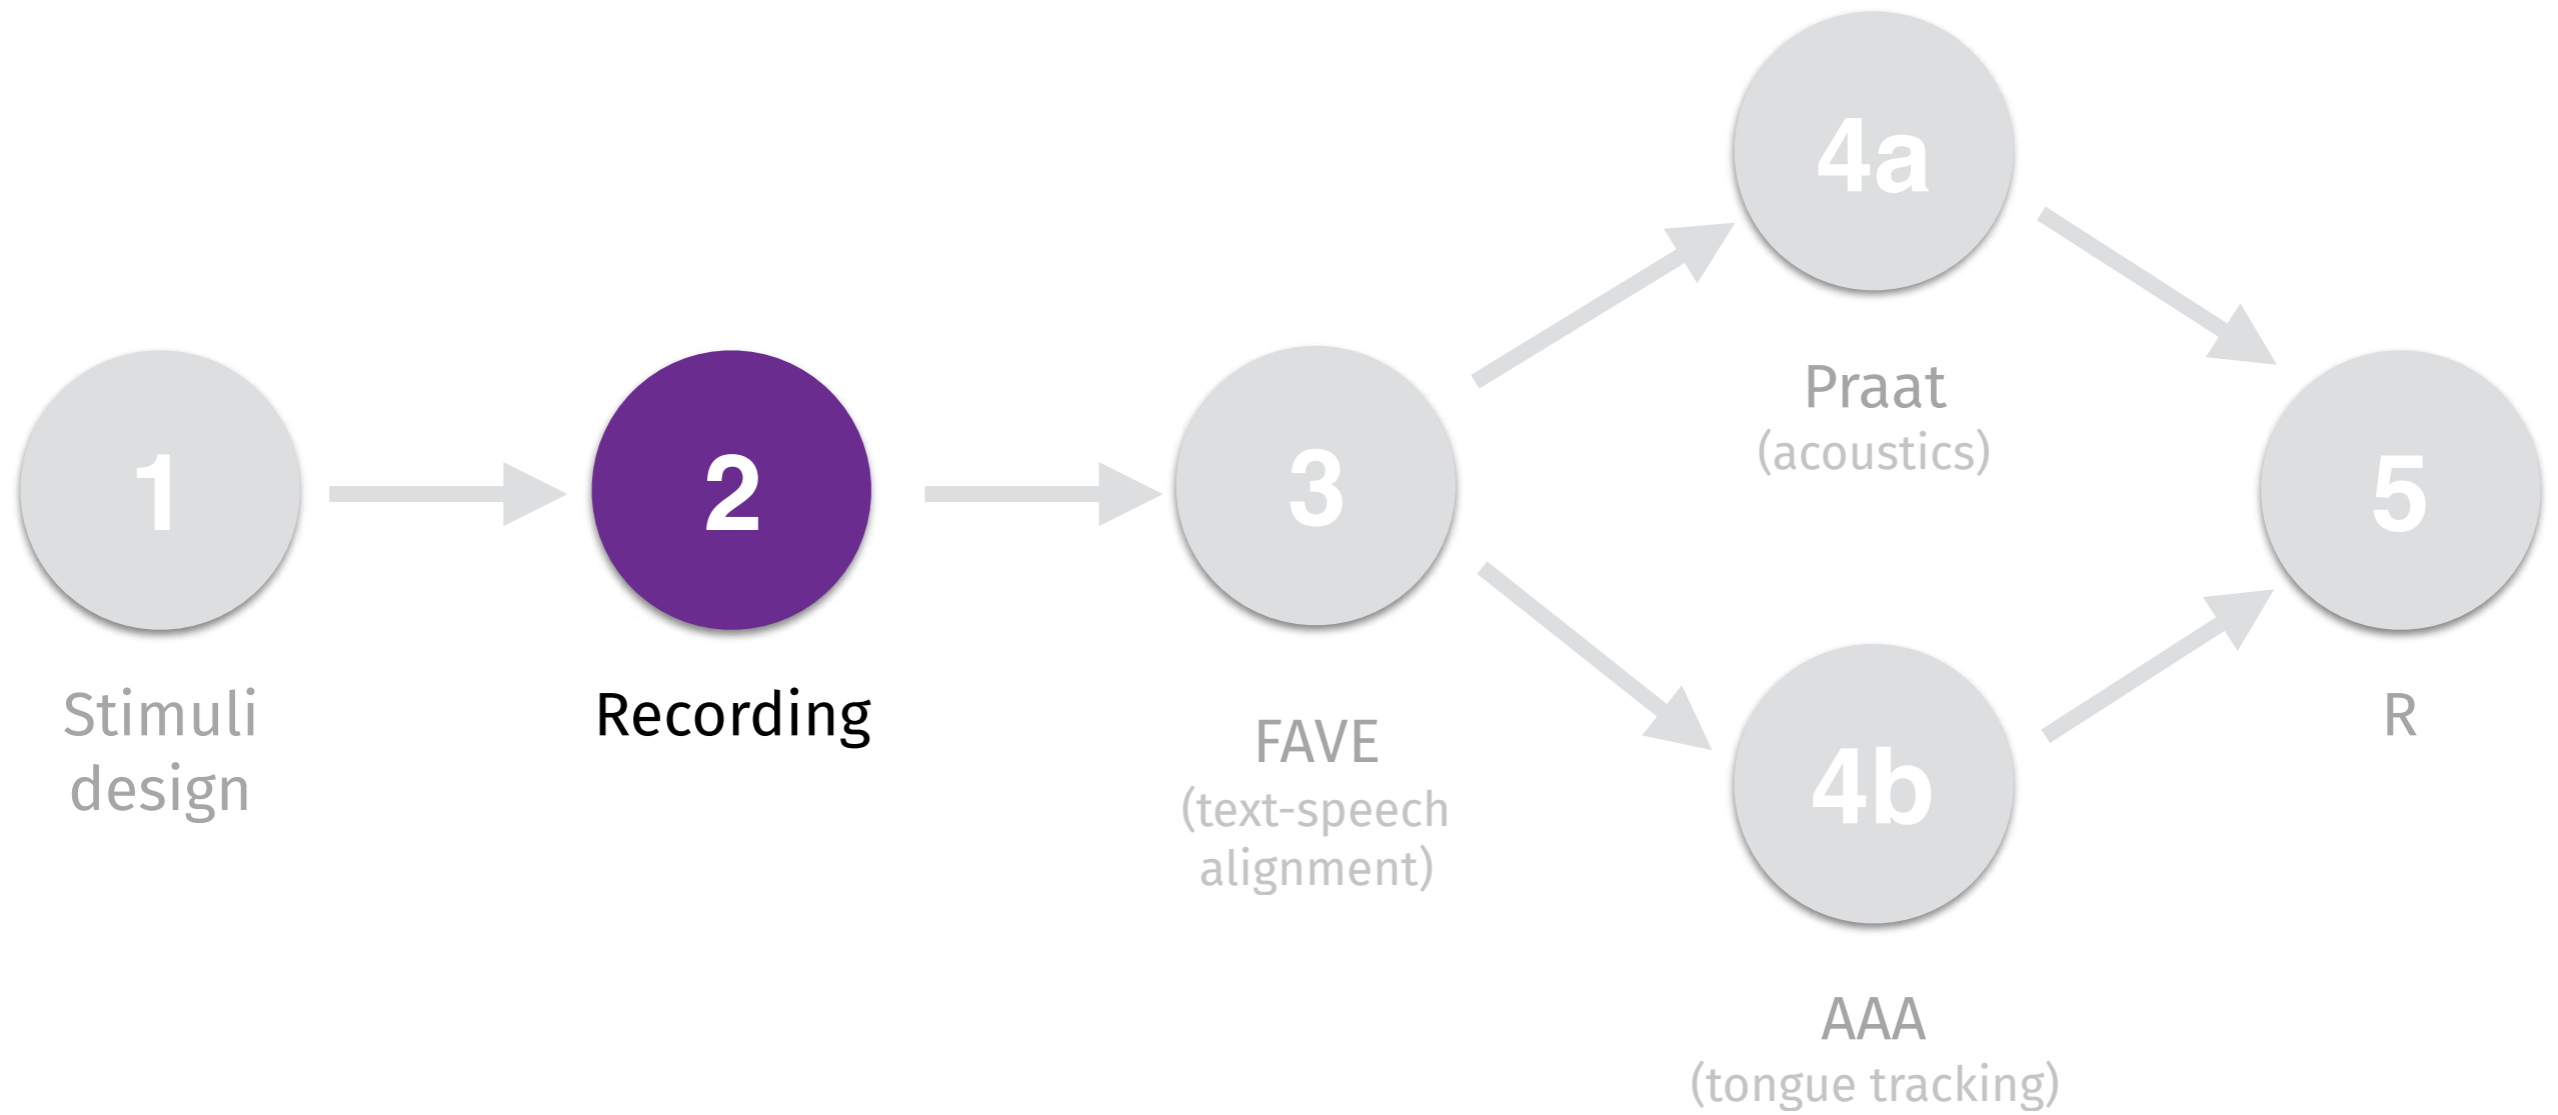 1
Stimuli
design
2
Recording
3
FAVE
(text-speech
alignment)
4a
Praat
(acoustics)
4b
AAA
(tongue tracking)
5
R